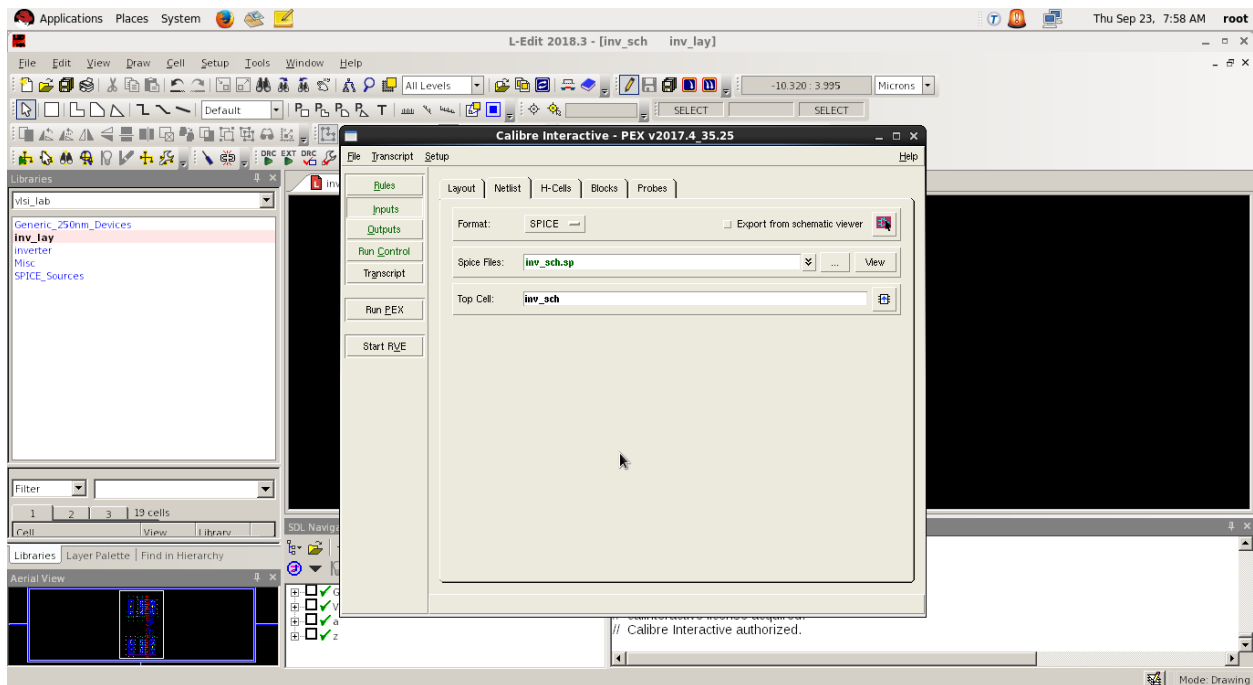 Applications Places System Thu Sep 23, 7:58 AM root
L-Edit 2018.3 - [inv_sch inv_lay]
File Edit View Draw Cell Setup Tools Window Help
All Levels -10.320 : 3.995 Microns
Default SELECT SELECT
DRC EXT DRC
Calibre Interactive - PEX v2017.4_35.25
File Transcript Setup Help
Libraries
vlsi_lab
Generic_250nm_Devices
inv_lay
inverter
Misc
SPICE_Sources
Filter
1 2 3 19 cells
Cell View Library
Libraries Layer Palette Find in Hierarchy
Aerial View
inv
Rules
Inputs
Outputs
Run Control
Transcript
Run PEX
Start RVE
Layout Netlist H-Cells Blocks Probes
Format: SPICE Export from schematic viewer
Spice Files: inv_sch.sp ... View
Top Cell: inv_sch
SDL Naviga
G
V
a
z
// Calibre Interactive authorized.
Mode: Drawing